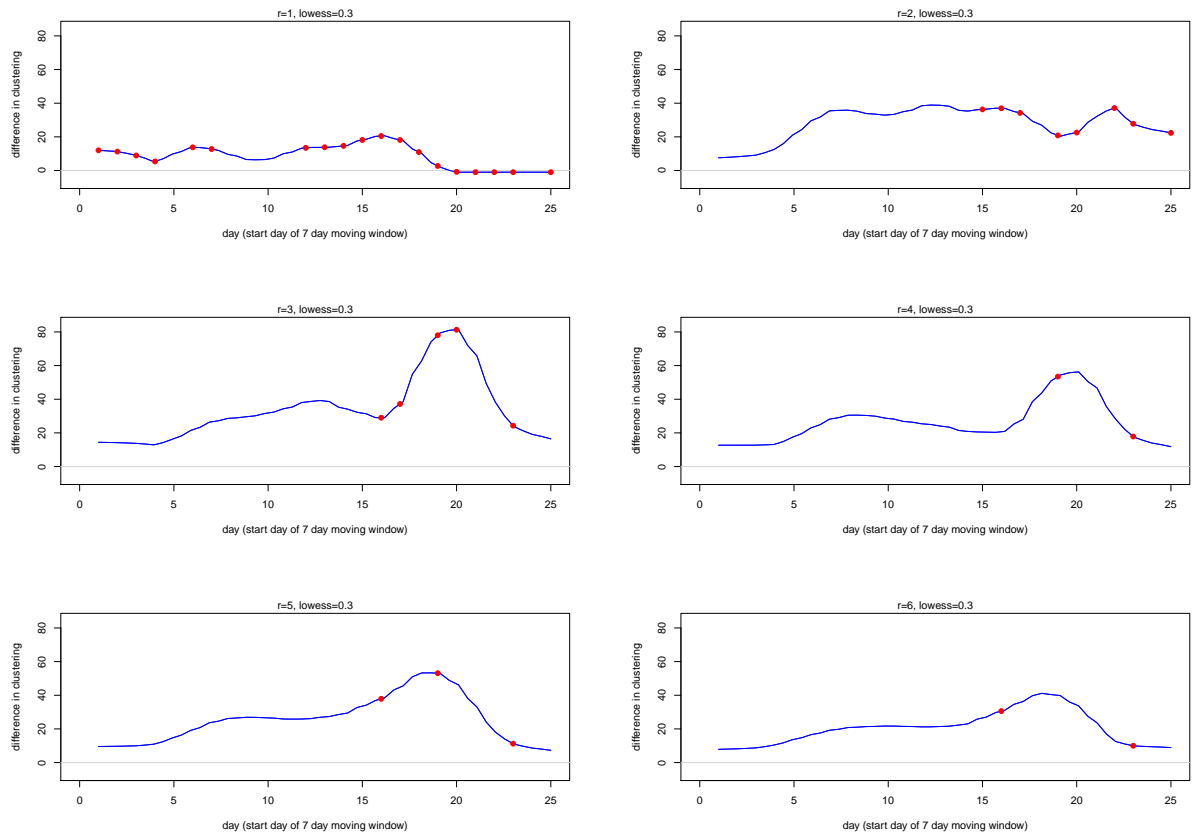 r=1, lowess=0.3
difference in clustering
80
60
40
20
0
0 5 10 15 20 25
day (start day of 7 day moving window)
r=2, lowess=0.3
difference in clustering
80
60
40
20
0
0 5 10 15 20 25
day (start day of 7 day moving window)
r=3, lowess=0.3
difference in clustering
80
60
40
20
0
0 5 10 15 20 25
day (start day of 7 day moving window)
r=4, lowess=0.3
difference in clustering
80
60
40
20
0
0 5 10 15 20 25
day (start day of 7 day moving window)
r=5, lowess=0.3
difference in clustering
80
60
40
20
0
0 5 10 15 20 25
day (start day of 7 day moving window)
r=6, lowess=0.3
difference in clustering
80
60
40
20
0
0 5 10 15 20 25
day (start day of 7 day moving window)